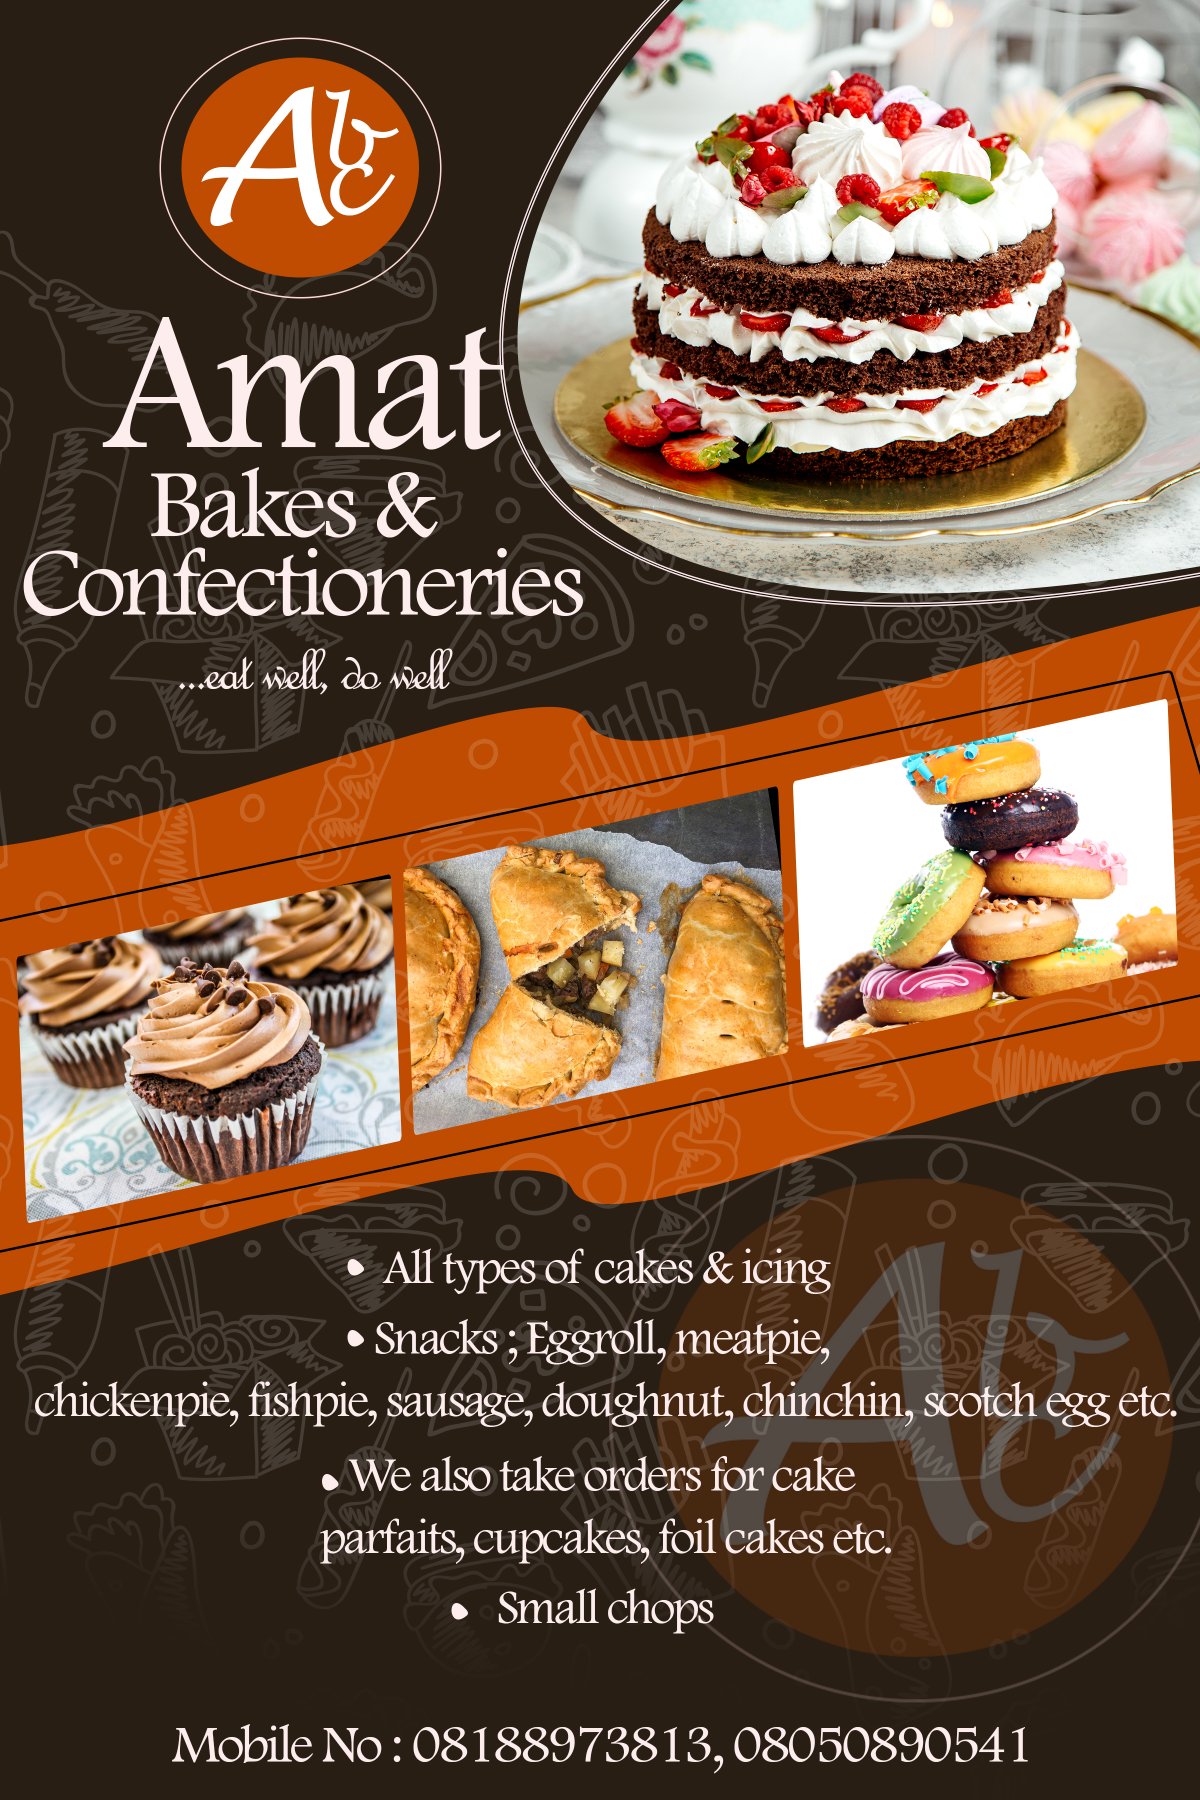 Abc
Amat
Bakes &
Confectioneries
...eat well, do well
• All types of cakes & icing
• Snacks ; Eggroll, meatpie,
chickenpie, fishpie, sausage, doughnut, chinchin, scotch egg etc.
• We also take orders for cake
parfaits, cupcakes, foil cakes etc.
• Small chops
Abc
Mobile No : 08188973813, 08050890541